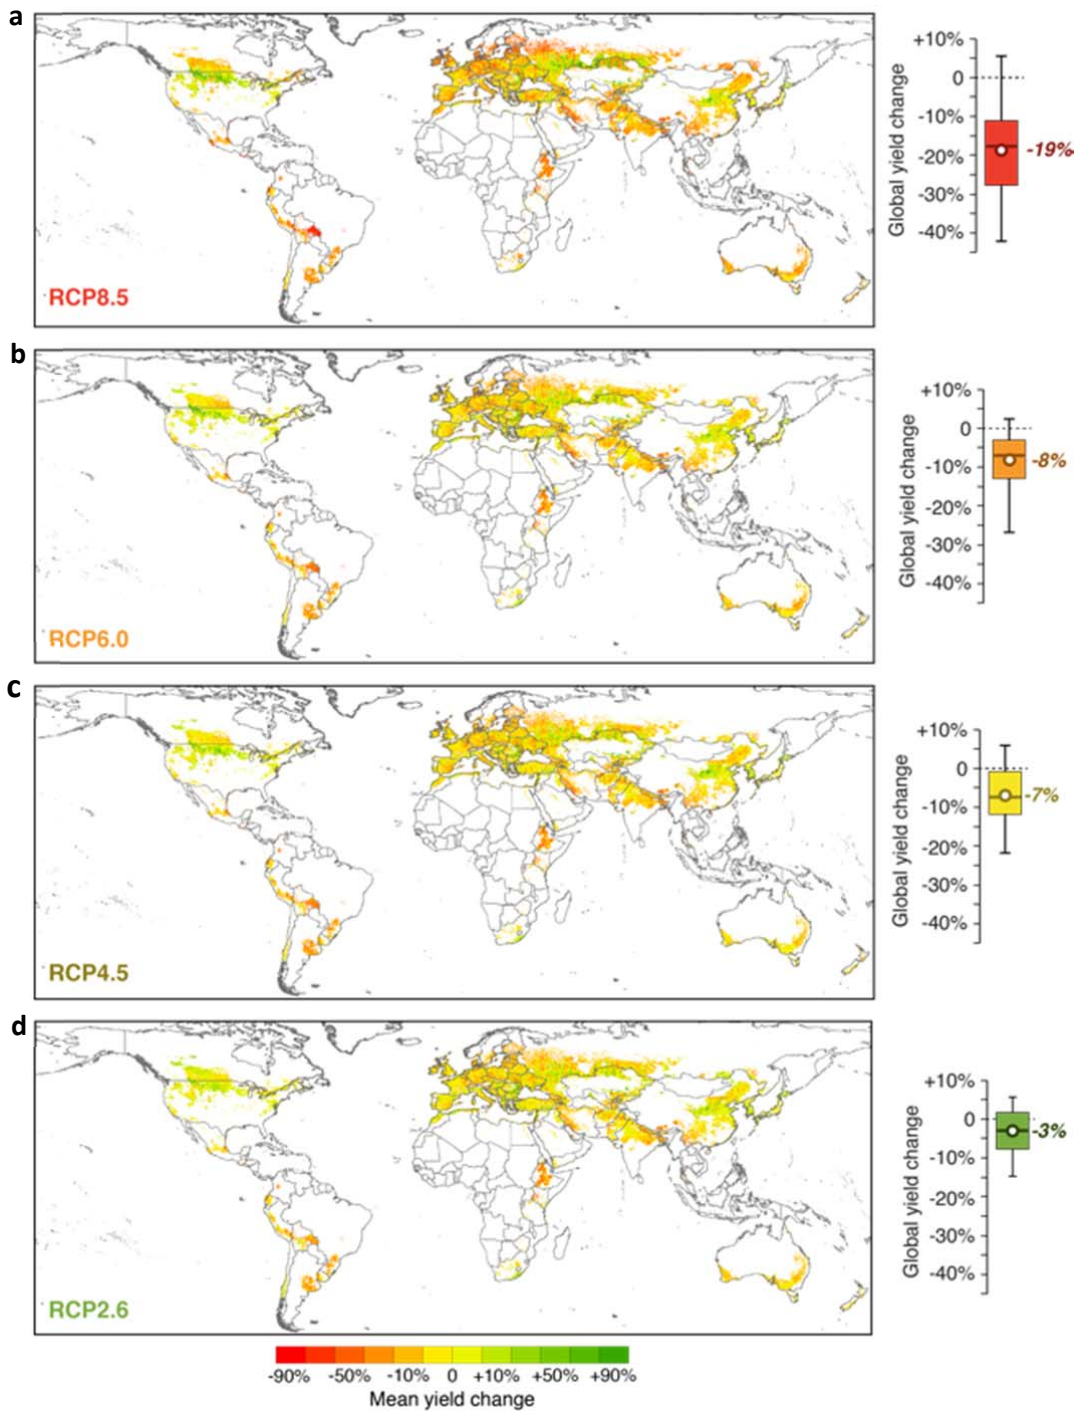 a
RCP8.5
Global yield change
+10%
0
-10%
-20%
-30%
-40%
-19%
b
RCP6.0
Global yield change
+10%
0
-10%
-20%
-30%
-40%
-8%
c
RCP4.5
Global yield change
+10%
0
-10%
-20%
-30%
-40%
-7%
d
RCP2.6
Global yield change
+10%
0
-10%
-20%
-30%
-40%
-3%
-90% -50% -10% 0 +10% +50% +90%
Mean yield change